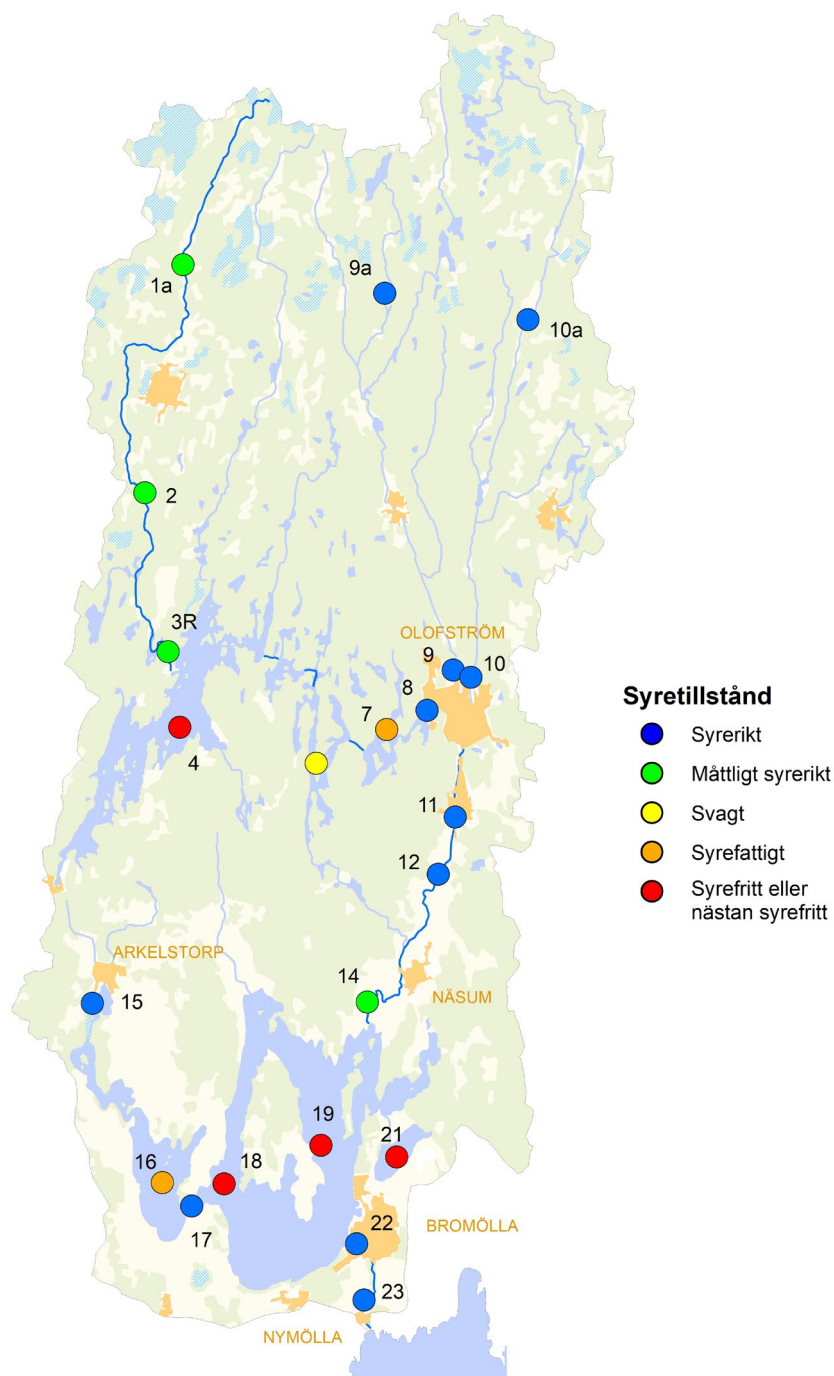 1a
9a
10a
2
3R
OLOFSTRÖM
9
10
8
7
4
11
12
ARKELSTORP
14
15
NÄSUM
19
21
16
18
17
22
BROMÖLLA
23
NYMÖLLA
Syretillstånd
Syrerikt
Måttligt syrerikt
Svagt
Syrefattigt
Syrefritt eller
nästan syrefritt